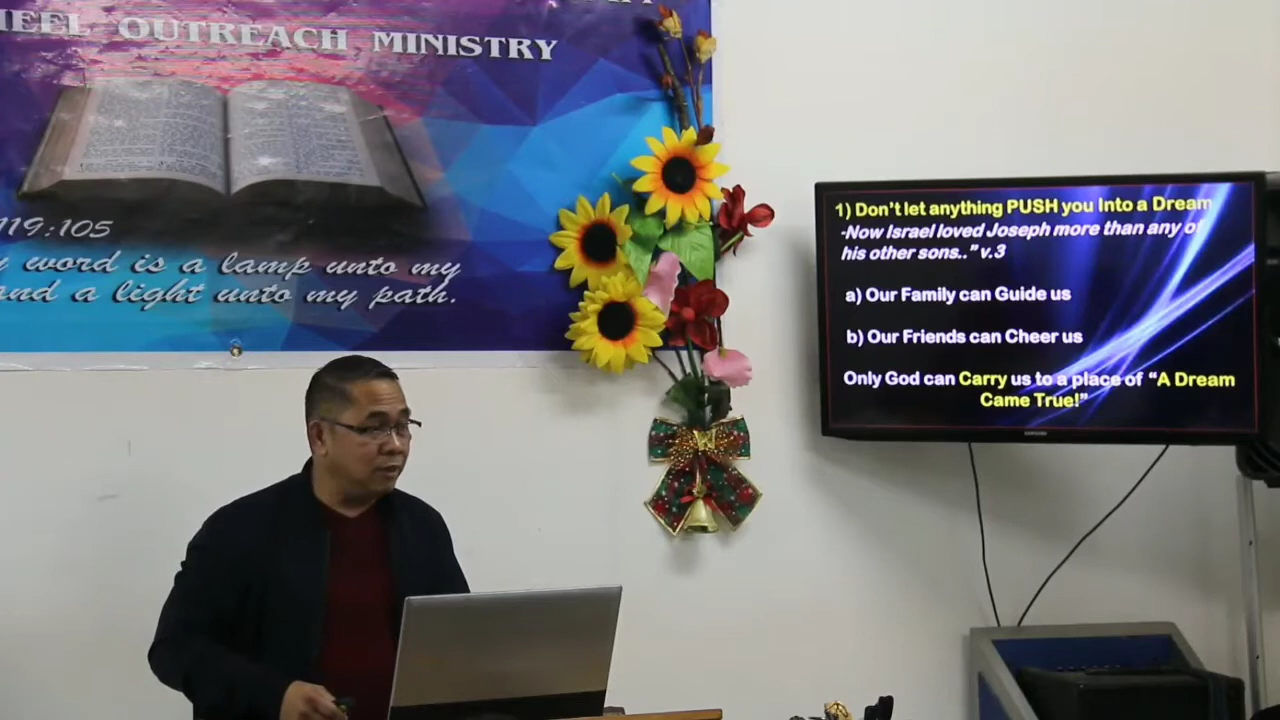 OUTREACH MINISTRY
119:105
word is a lamp unto my
and a light unto my path.
1) Don't let anything PUSH you Into a Dream
-Now Israel loved Joseph more than any of
his other sons.." v.3
a) Our Family can Guide us
b) Our Friends can Cheer us
Only God can Carry us to a place of “A Dream
Came True!”
SAMSUNG